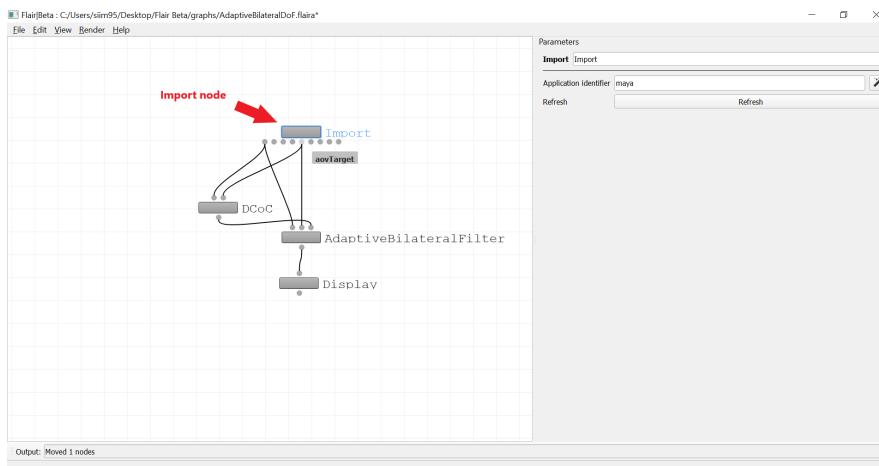 Flair|Beta : C:/Users/siim95/Desktop/Flair Beta/graphs/AdaptiveBilateralDoF.flaira*
File Edit View Render Help
Parameters
Import Import
Application identifier maya
Refresh Refresh
Import node
Import
aovTarget
DCoC
AdaptiveBilateralFilter
Display
Output: Moved 1 nodes